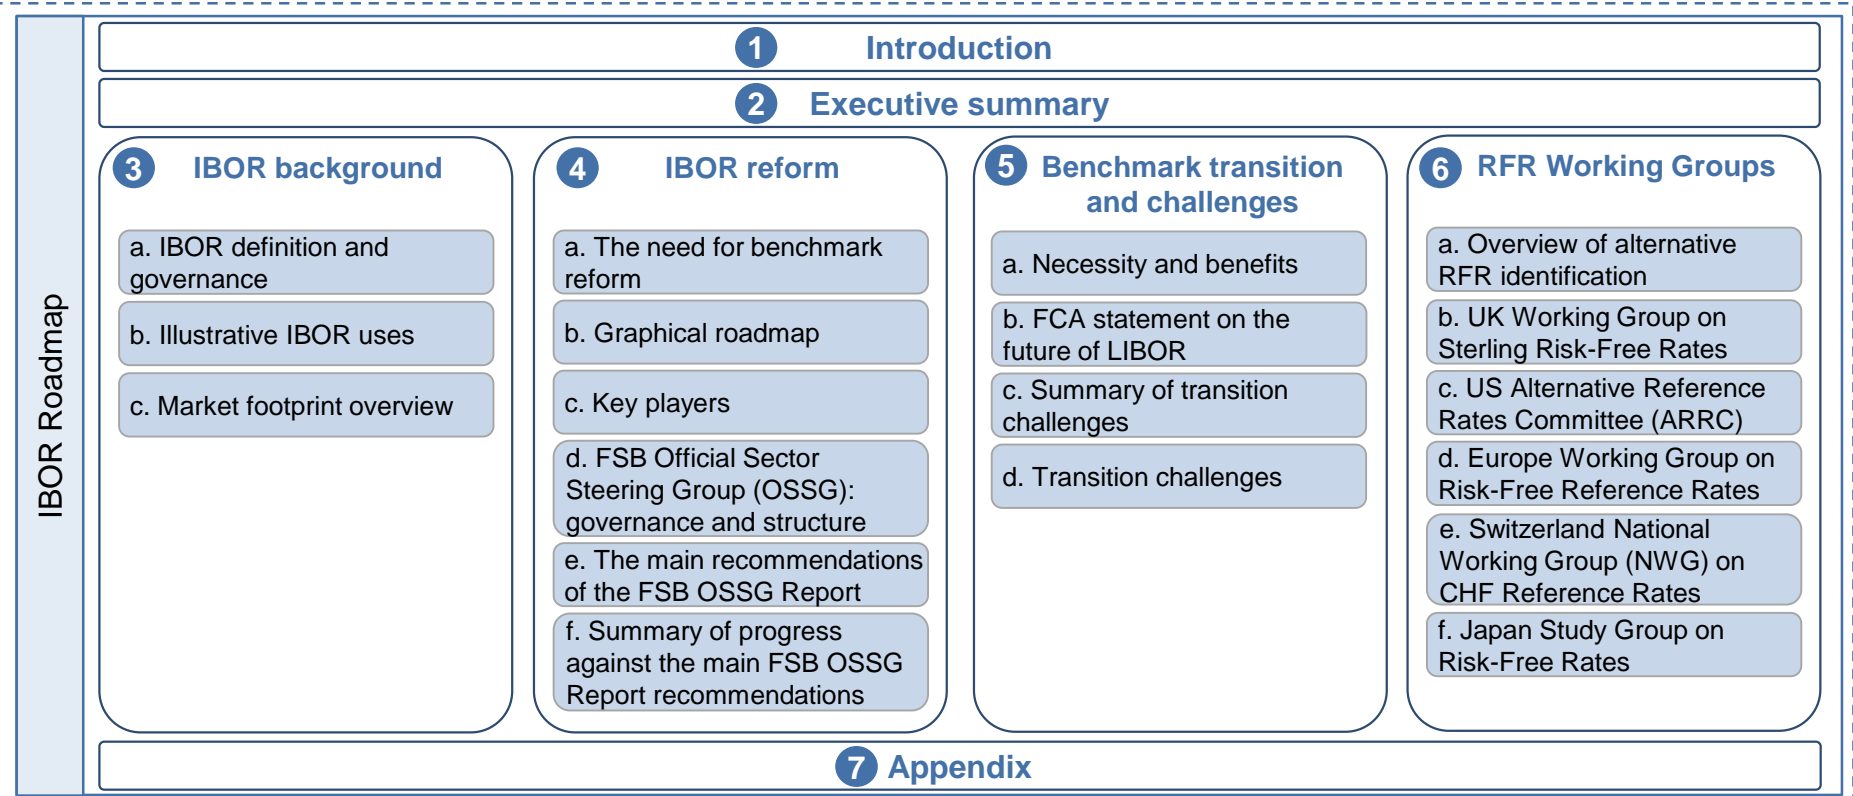 IBOR Roadmap
1 Introduction
2 Executive summary
3 IBOR background
a. IBOR definition and
governance
b. Illustrative IBOR uses
c. Market footprint overview
4 IBOR reform
a. The need for benchmark
reform
b. Graphical roadmap
c. Key players
d. FSB Official Sector
Steering Group (OSSG):
governance and structure
e. The main recommendations
of the FSB OSSG Report
f. Summary of progress
against the main FSB OSSG
Report recommendations
5 Benchmark transition
and challenges
a. Necessity and benefits
b. FCA statement on the
future of LIBOR
c. Summary of transition
challenges
d. Transition challenges
6 RFR Working Groups
a. Overview of alternative
RFR identification
b. UK Working Group on
Sterling Risk-Free Rates
c. US Alternative Reference
Rates Committee (ARRC)
d. Europe Working Group on
Risk-Free Reference Rates
e. Switzerland National
Working Group (NWG) on
CHF Reference Rates
f. Japan Study Group on
Risk-Free Rates
7 Appendix